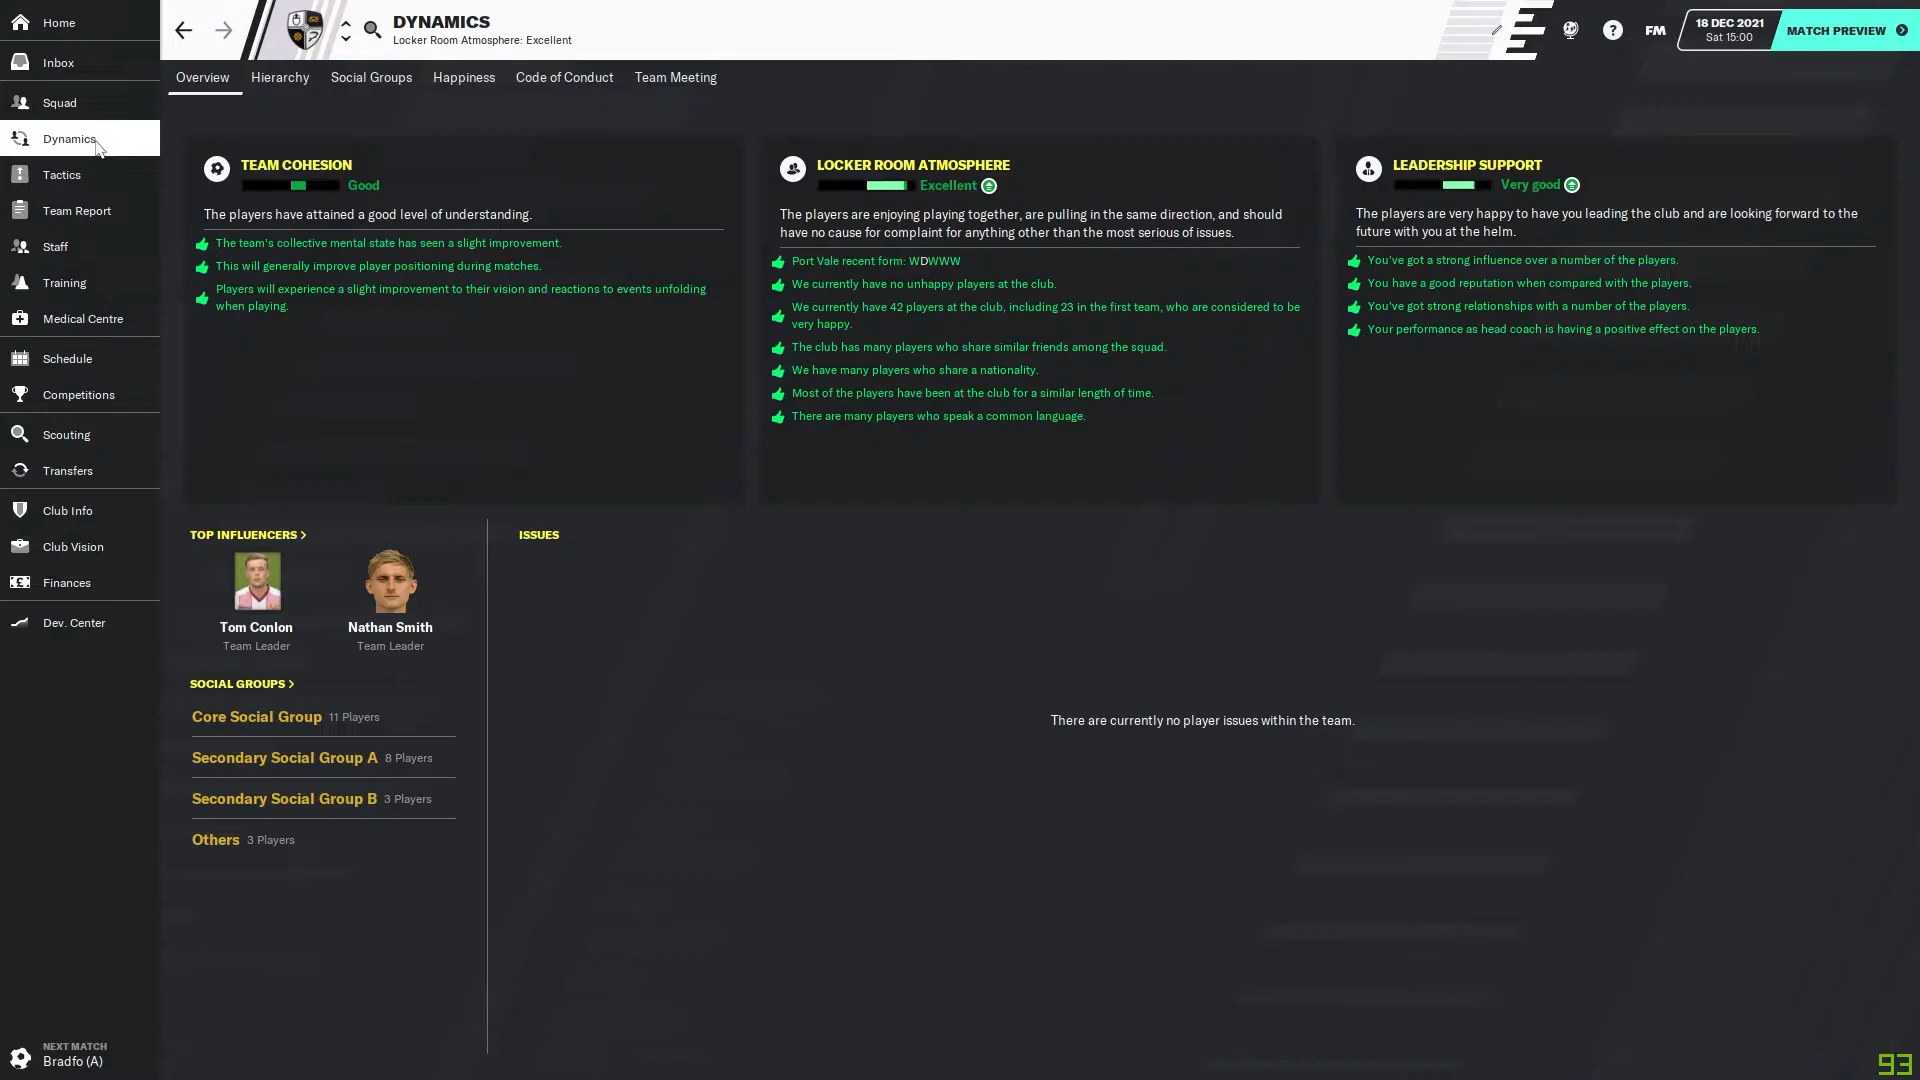 Home
Inbox
Squad
Dynamics
Tactics
Team Report
Staff
Training
Medical Centre
Schedule
Competitions
Scouting
Transfers
Club Info
Club Vision
Finances
Dev. Center
NEXT MATCH
Bradfo (A)
DYNAMICS
Locker Room Atmosphere: Excellent
FM
18 DEC 2021
Sat 15:00
MATCH PREVIEW
Overview Hierarchy Social Groups Happiness Code of Conduct Team Meeting
TEAM COHESION
Good
The players have attained a good level of understanding.
The team's collective mental state has seen a slight improvement.
This will generally improve player positioning during matches.
Players will experience a slight improvement to their vision and reactions to events unfolding
when playing.
LOCKER ROOM ATMOSPHERE
Excellent
The players are enjoying playing together, are pulling in the same direction, and should
have no cause for complaint for anything other than the most serious of issues.
Port Vale recent form: WDWWW
We currently have no unhappy players at the club.
We currently have 42 players at the club, including 23 in the first team, who are considered to be
very happy.
The club has many players who share similar friends among the squad.
We have many players who share a nationality.
Most of the players have been at the club for a similar length of time.
There are many players who speak a common language.
LEADERSHIP SUPPORT
Very good
The players are very happy to have you leading the club and are looking forward to the
future with you at the helm.
You've got a strong influence over a number of the players.
You have a good reputation when compared with the players.
You've got strong relationships with a number of the players.
Your performance as head coach is having a positive effect on the players.
TOP INFLUENCERS >
Tom Conlon
Team Leader
Nathan Smith
Team Leader
SOCIAL GROUPS >
Core Social Group 11 Players
Secondary Social Group A 8 Players
Secondary Social Group B 3 Players
Others 3 Players
ISSUES
There are currently no player issues within the team.
93